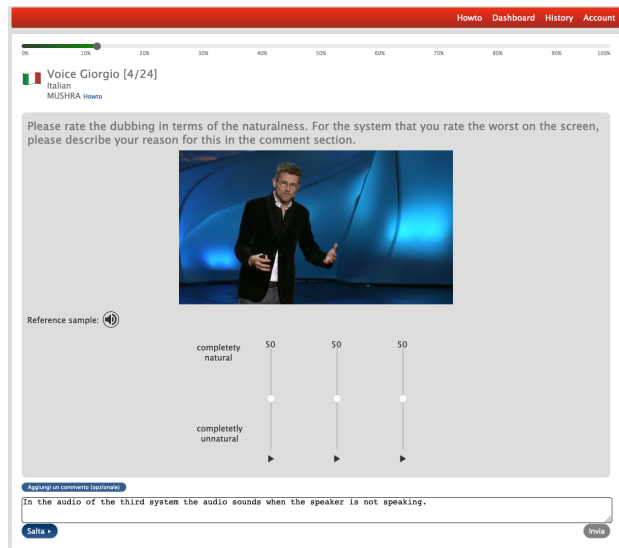 Howto Dashboard History Account
0% 10% 20% 30% 40% 50% 60% 70% 80% 90% 100%
Voice Giorgio [4/24]
Italian
MUSHRA Howto
Please rate the dubbing in terms of the naturalness. For the system that you rate the worst on the screen,
please describe your reason for this in the comment section.
Reference sample:
completety
natural
50 50 50
completetly
unnatural
Aggiungi un commento (opzionale)
In the audio of the third system the audio sounds when the speaker is not speaking.
Salta
Invia